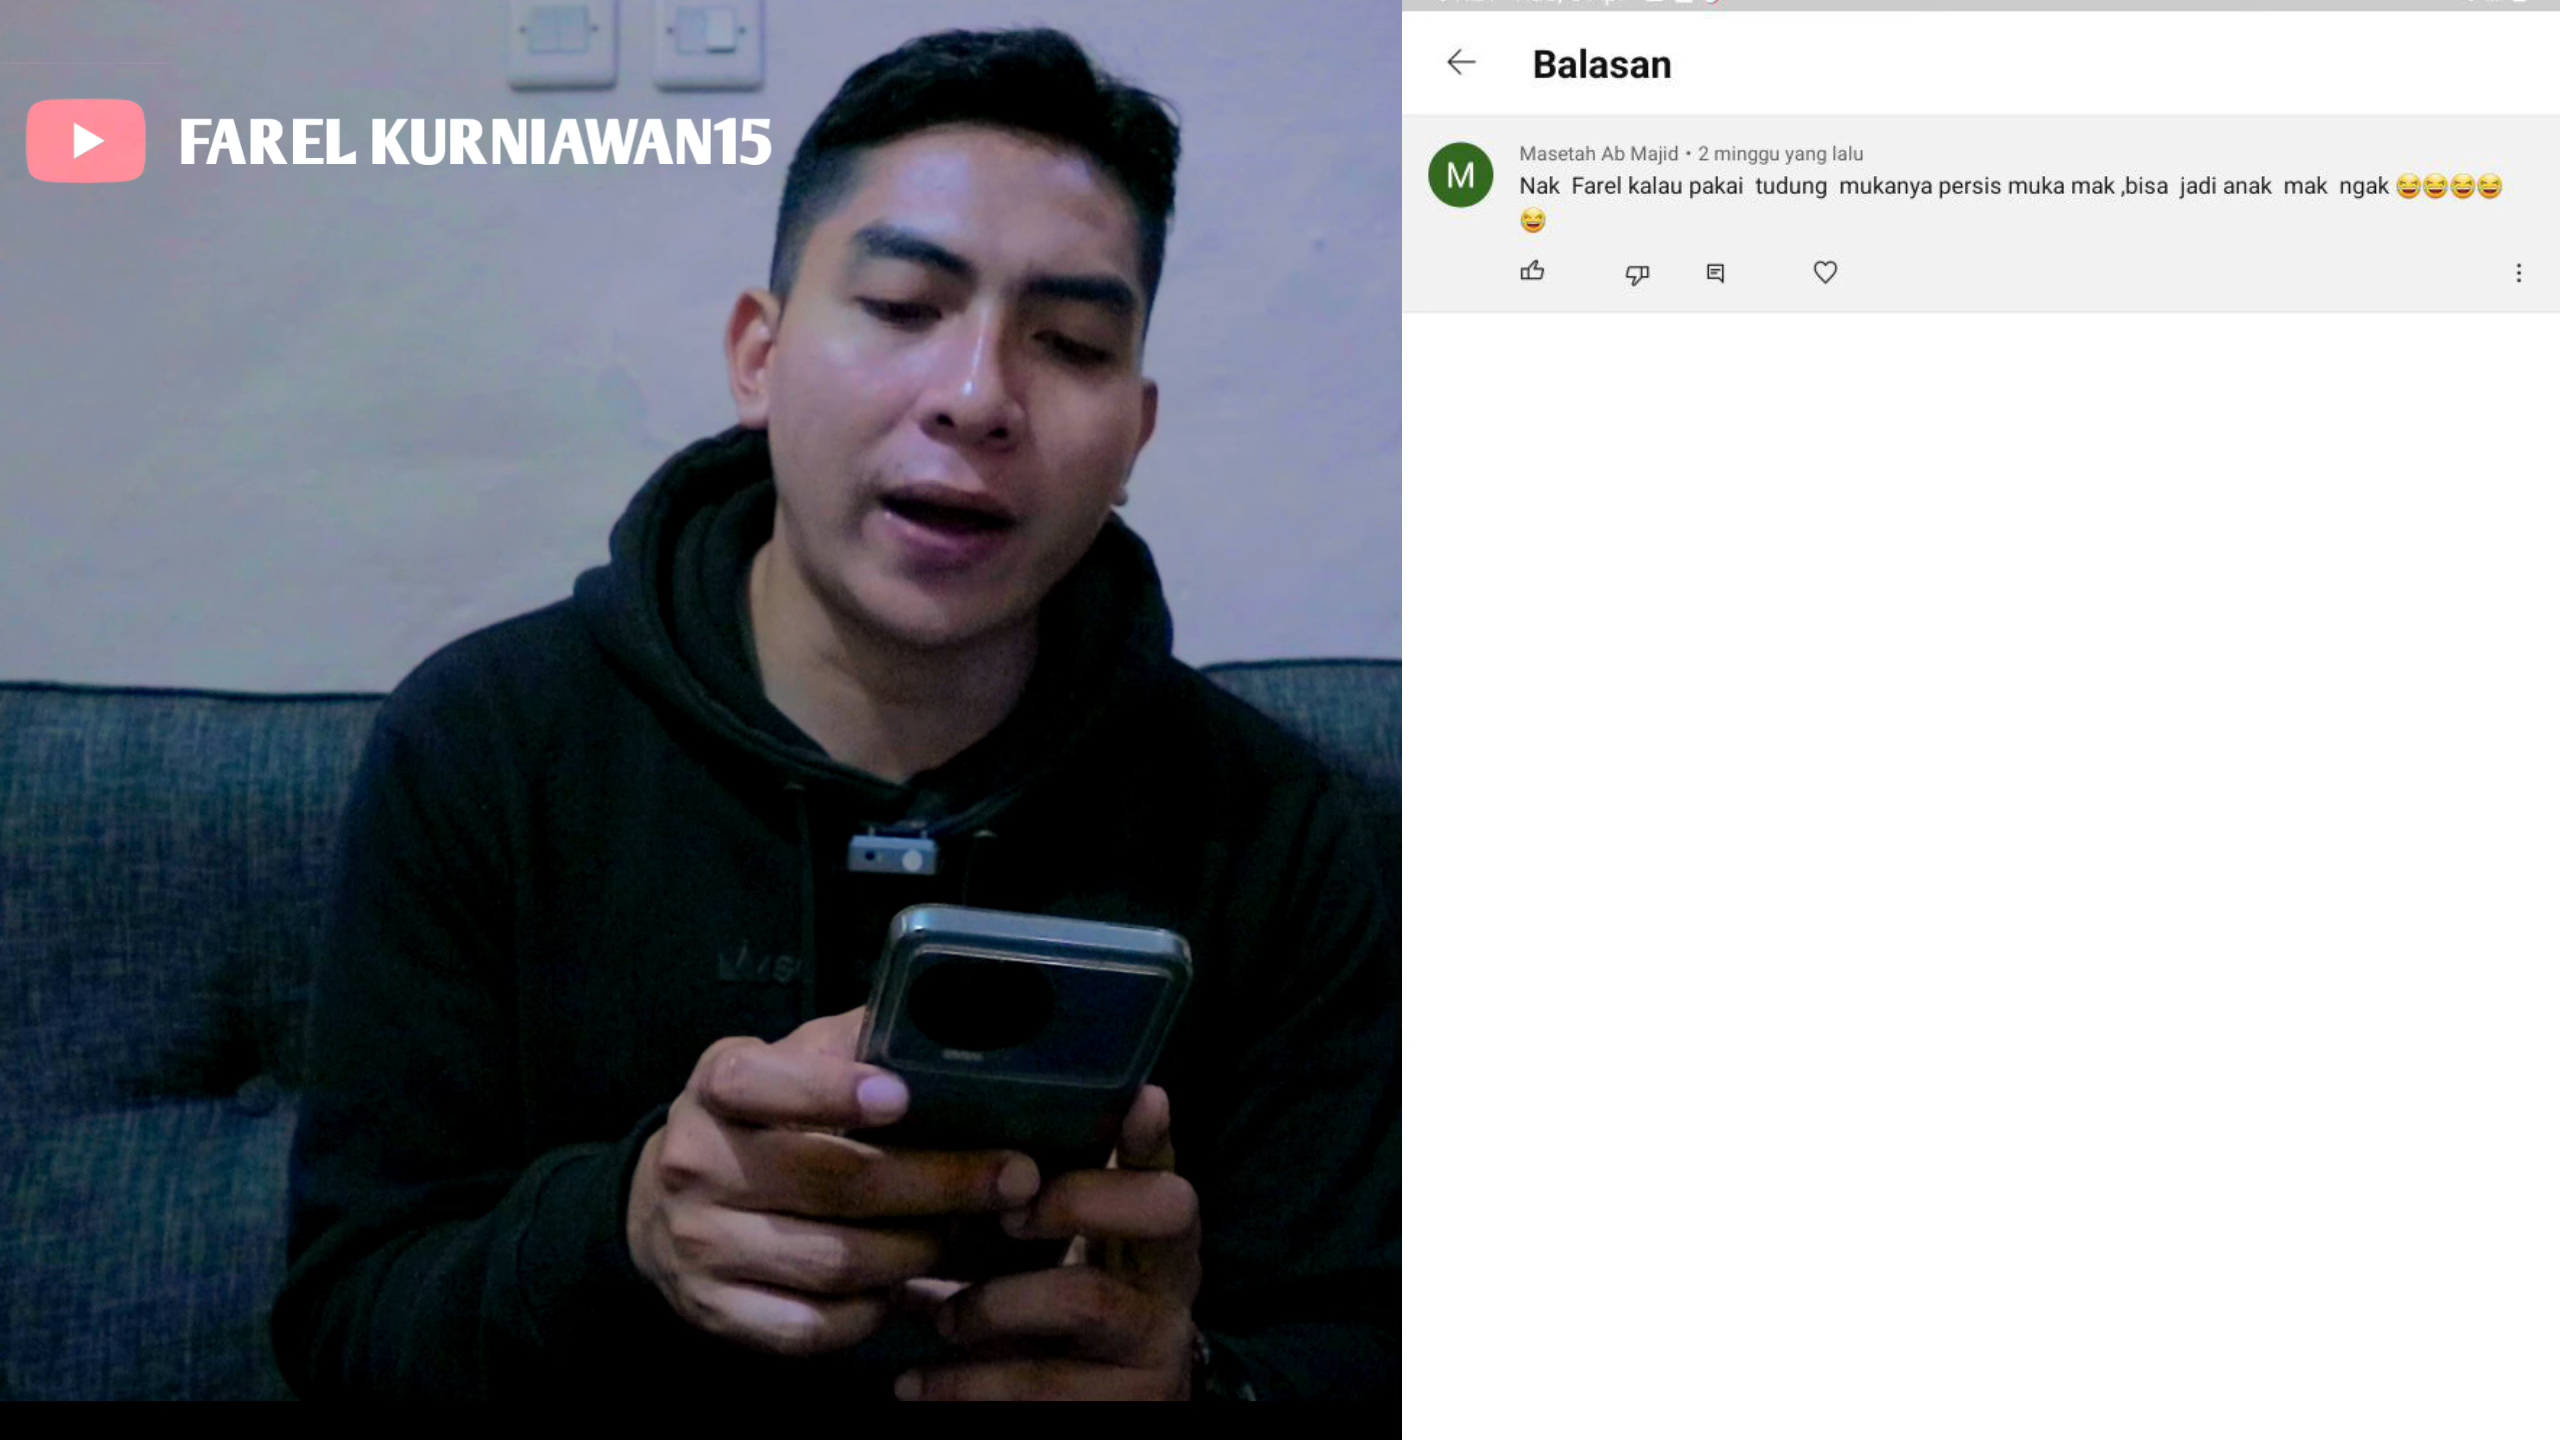 FAREL KURNIAWAN15
Balasan
M
Masetah Ab Majid • 2 minggu yang lalu
Nak Farel kalau pakai tudung mukanya persis muka mak ,bisa jadi anak mak ngak 😆😆😆😆
😆